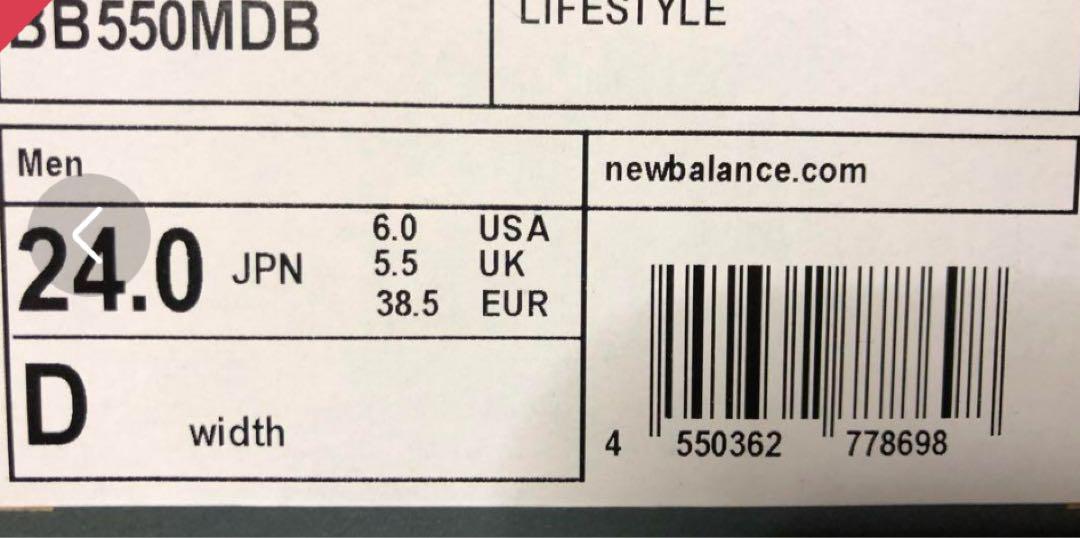 BB550MDB
LIFESTYLE
Men
newbalance.com
24.0 JPN
6.0 USA
5.5 UK
38.5 EUR
D width
4 550362 778698